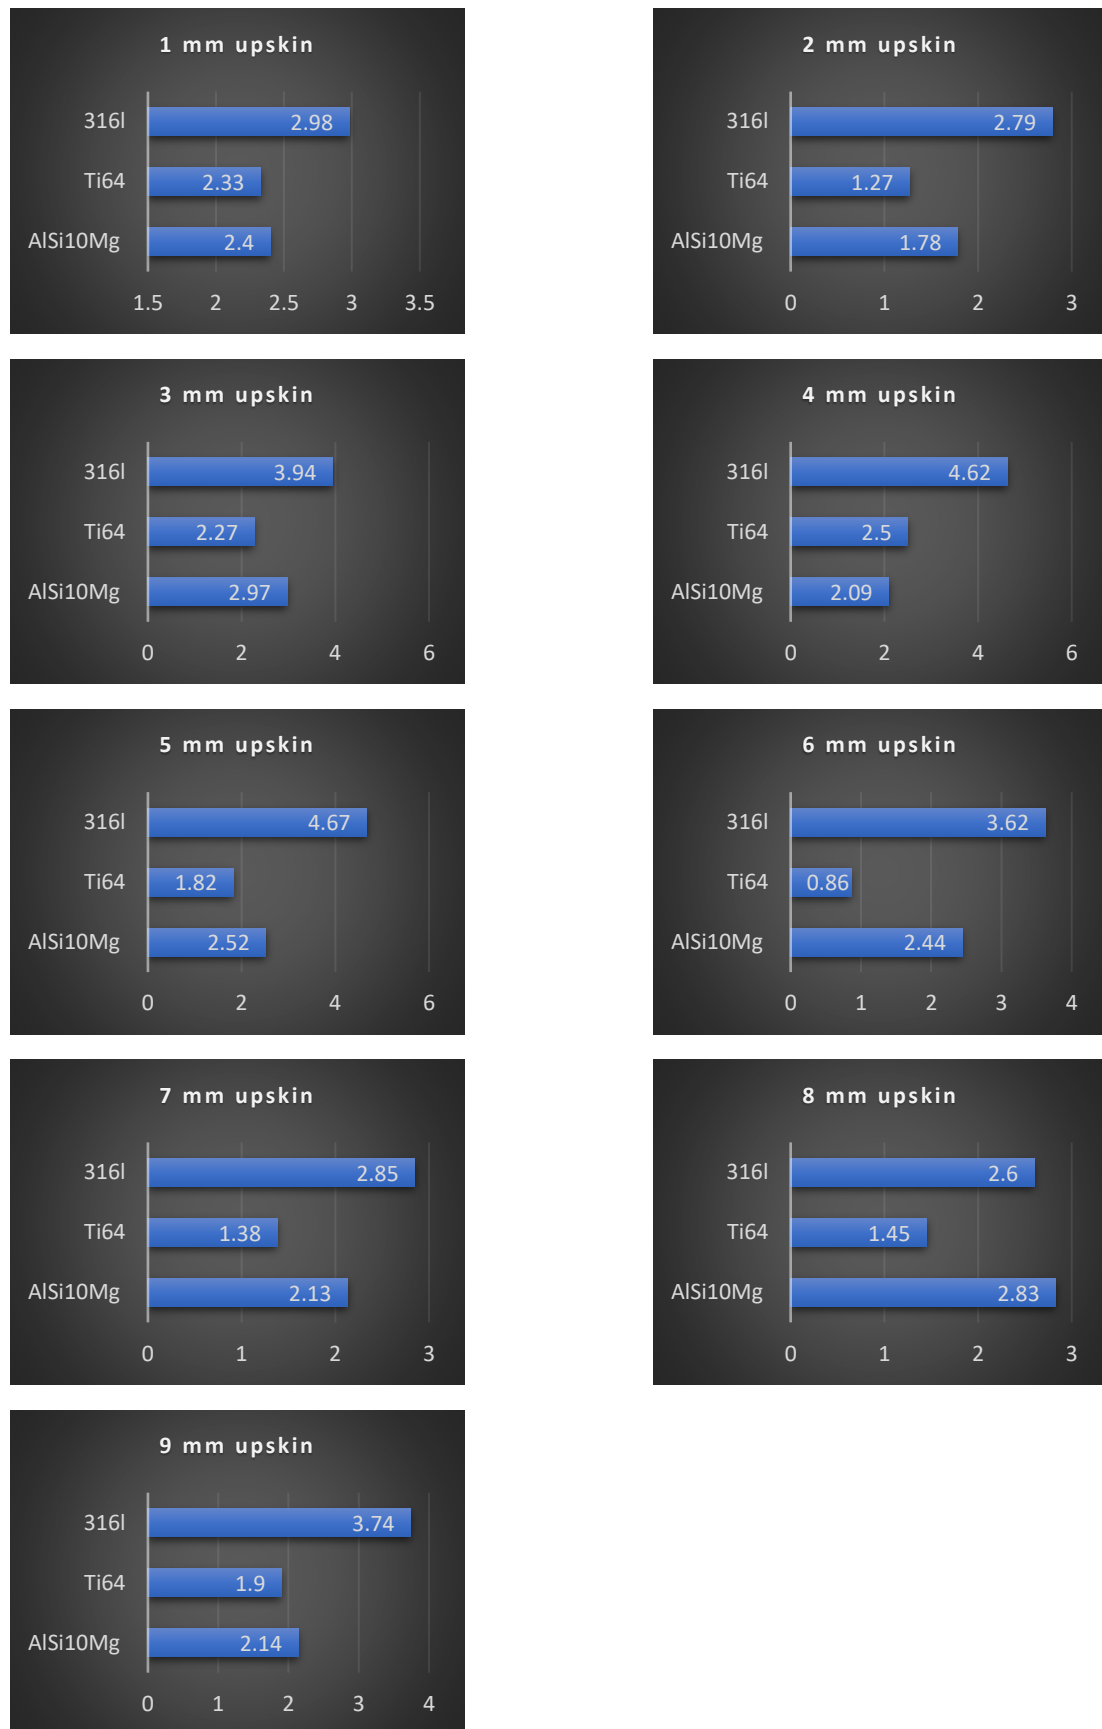 1 mm upskin
316l
2.98
Ti64
2.33
AlSi10Mg
2.4
1.5 2 2.5 3 3.5
2 mm upskin
316l
2.79
Ti64
1.27
AlSi10Mg
1.78
0 1 2 3
3 mm upskin
316l
3.94
Ti64
2.27
AlSi10Mg
2.97
0 2 4 6
4 mm upskin
316l
4.62
Ti64
2.5
AlSi10Mg
2.09
0 2 4 6
5 mm upskin
316l
4.67
Ti64
1.82
AlSi10Mg
2.52
0 2 4 6
6 mm upskin
316l
3.62
Ti64
0.86
AlSi10Mg
2.44
0 1 2 3 4
7 mm upskin
316l
2.85
Ti64
1.38
AlSi10Mg
2.13
0 1 2 3
8 mm upskin
316l
2.6
Ti64
1.45
AlSi10Mg
2.83
0 1 2 3
9 mm upskin
316l
3.74
Ti64
1.9
AlSi10Mg
2.14
0 1 2 3 4